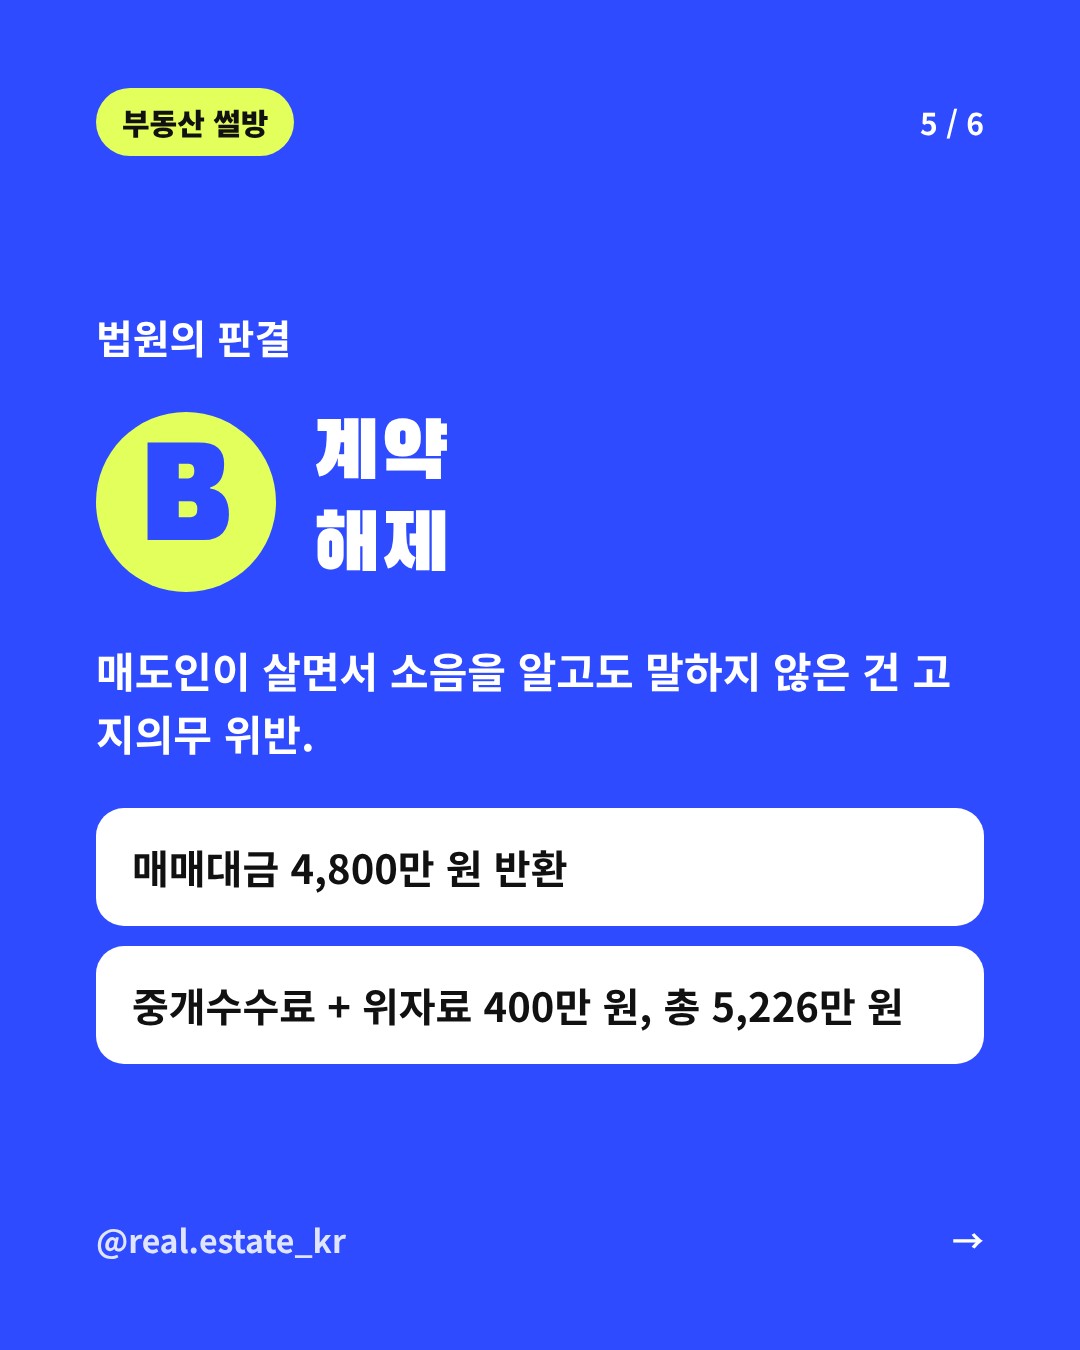 부동산 썰방
5 / 6
법원의 판결
B
계약
해제
매도인이 살면서 소음을 알고도 말하지 않은 건 고
지의무 위반.
매매대금 4,800만 원 반환
중개수수료 + 위자료 400만 원, 총 5,226만 원
@real.estate_kr
→